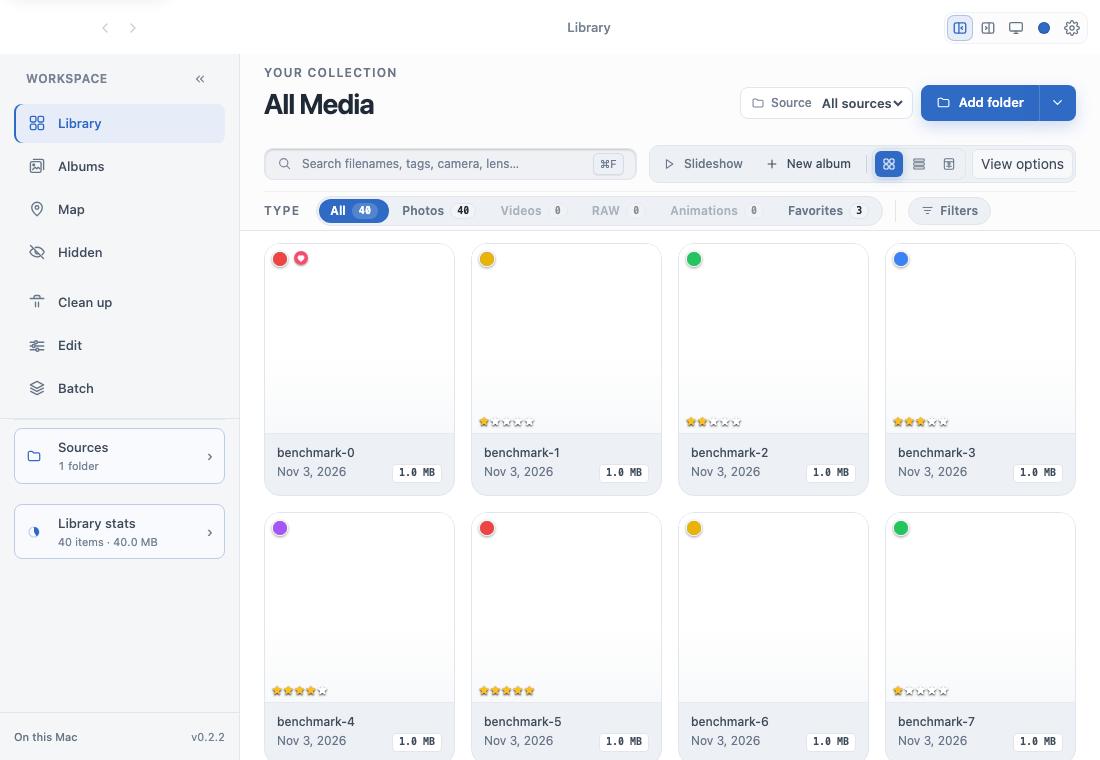 Library
WORKSPACE
Library
Albums
Map
Hidden
Clean up
Edit
Batch
Sources
1 folder
Library stats
40 items · 40.0 MB
On this Mac v0.2.2
YOUR COLLECTION
All Media
Source All sources
Add folder
Search filenames, tags, camera, lens... ⌘F
Slideshow New album View options
TYPE All 40 Photos 40 Videos 0 RAW 0 Animations 0 Favorites 3 Filters
benchmark-0
Nov 3, 2026 1.0 MB
benchmark-1
Nov 3, 2026 1.0 MB
benchmark-2
Nov 3, 2026 1.0 MB
benchmark-3
Nov 3, 2026 1.0 MB
benchmark-4
Nov 3, 2026 1.0 MB
benchmark-5
Nov 3, 2026 1.0 MB
benchmark-6
Nov 3, 2026 1.0 MB
benchmark-7
Nov 3, 2026 1.0 MB